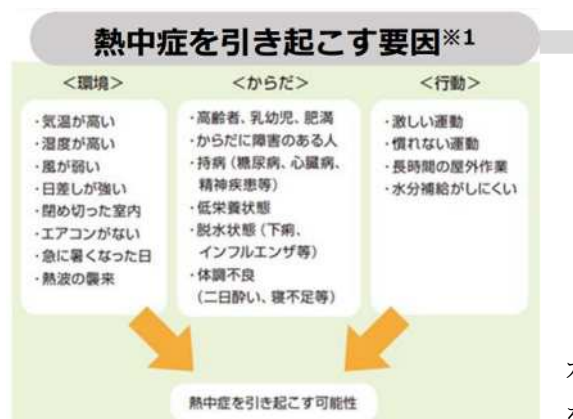 熱中症を引き起こす要因※1
<環境>
・気温が高い
・湿度が高い
・風が弱い
・日差しが強い
・閉め切った室内
・エアコンがない
・急に暑くなった日
・熱波の襲来
<からだ>
・高齢者、乳幼児、肥満
・からだに障害のある人
・持病(糖尿病、心臓病、
精神疾患等)
・低栄養状態
・脱水状態(下痢、
インフルエンザ等)
・体調不良
(二日酔い、寝不足等)
<行動>
・激しい運動
・慣れない運動
・長時間の屋外作業
・水分補給がしにくい
熱中症を引き起こす可能性